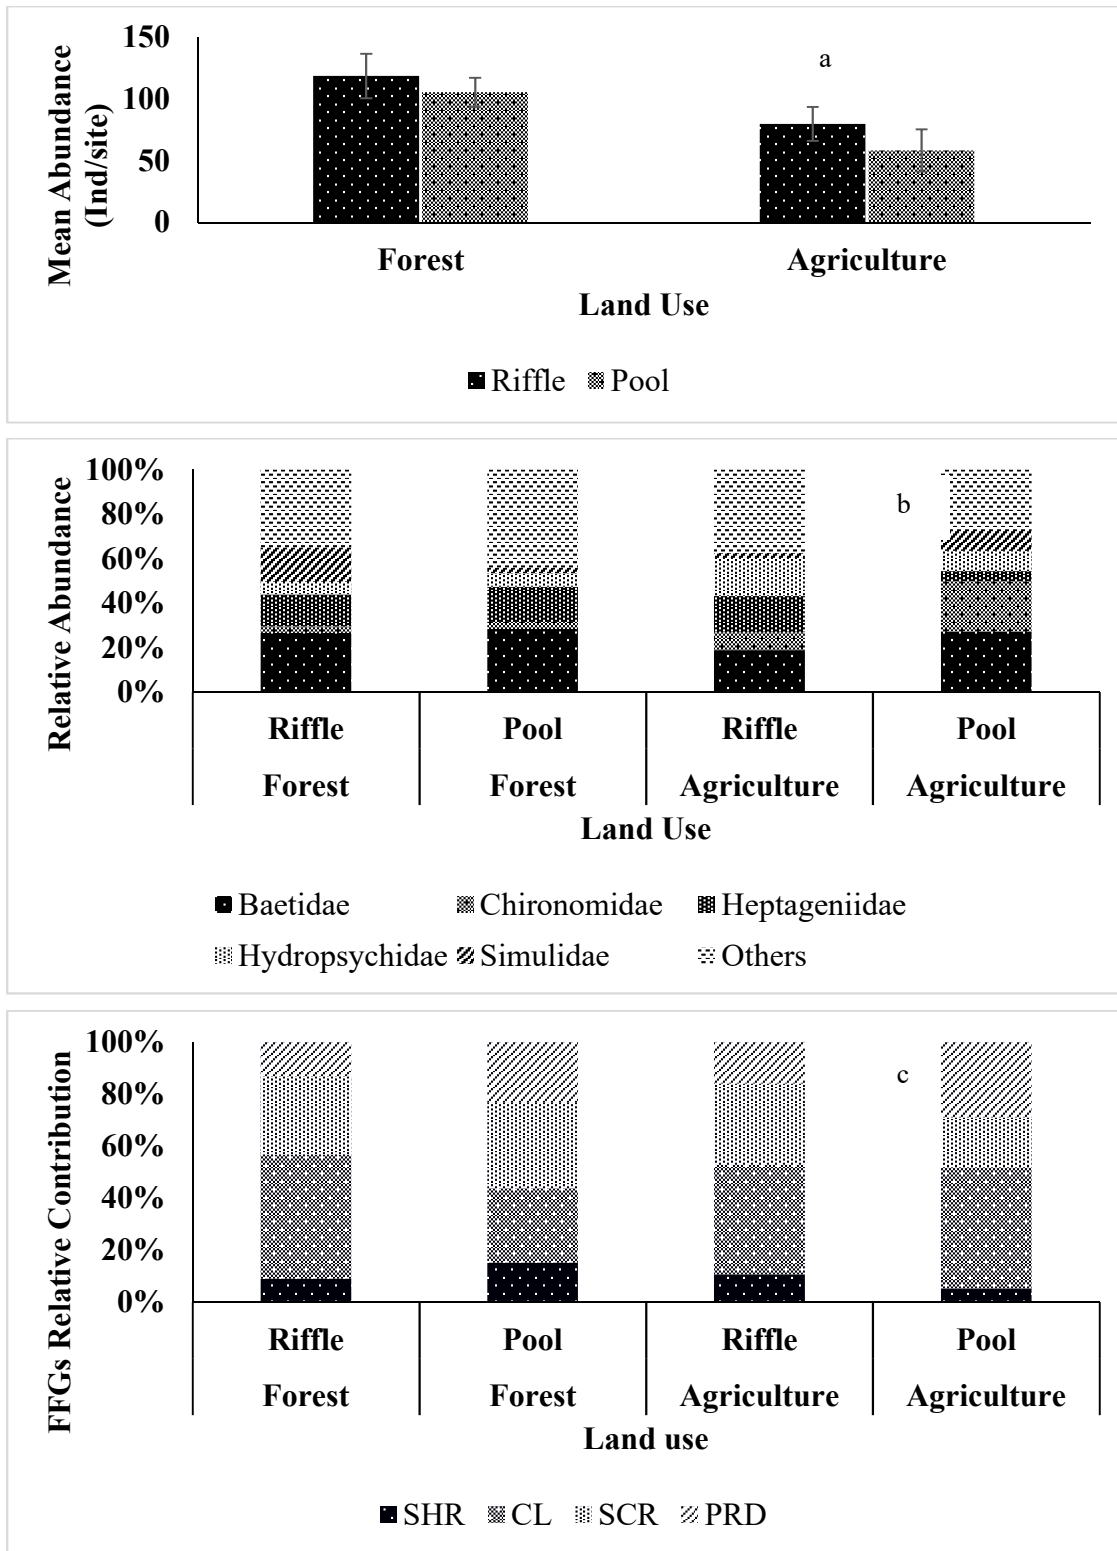 Mean Abundance
(Ind/site)
150
100
50
0
a
Forest Agriculture
Land Use
Riffle Pool
Relative Abundance
100%
80%
60%
40%
20%
0%
b
Riffle Pool Riffle Pool
Forest Forest Agriculture Agriculture
Land Use
Baetidae Chironomidae Heptageniidae
Hydropsychidae Simulidae Others
FFGs Relative Contribution
100%
80%
60%
40%
20%
0%
c
Riffle Pool Riffle Pool
Forest Forest Agriculture Agriculture
Land use
SHR CL SCR PRD